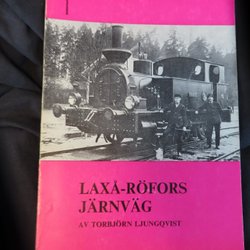 LAXÅ-RÖFORS
JÄRNVÄG
AV TORBJÖRN LJUNGQVIST